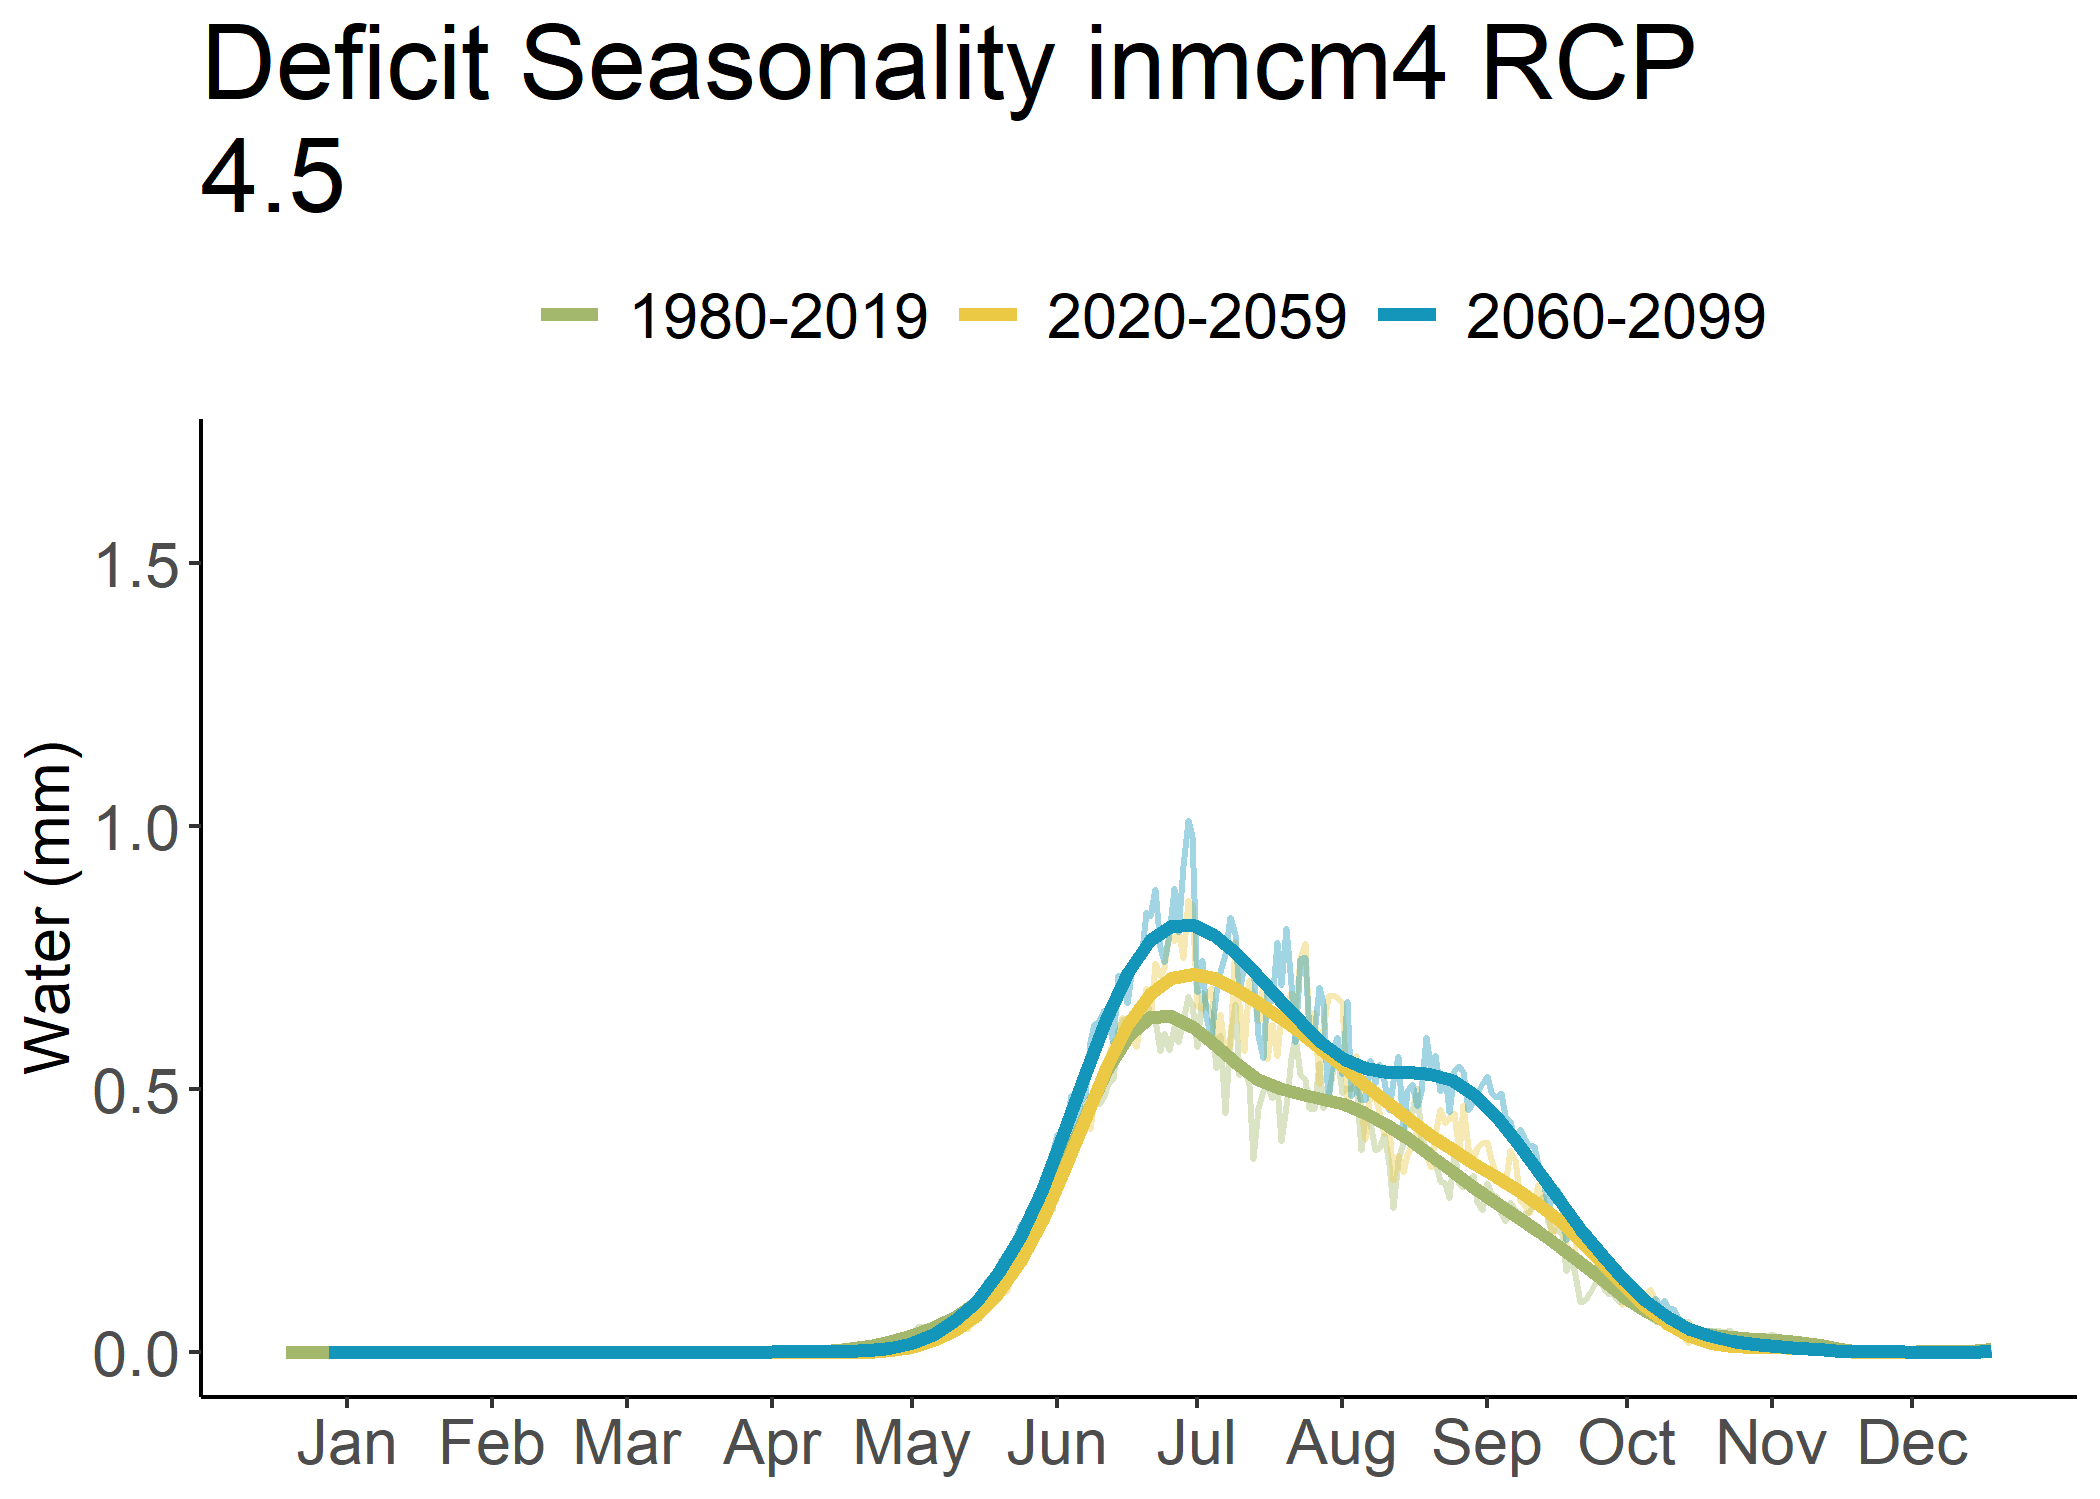 Deficit Seasonality inmcm4 RCP
4.5
1980-2019 2020-2059 2060-2099
Water (mm)
1.5
1.0
0.5
0.0
Jan Feb Mar Apr May Jun Jul Aug Sep Oct Nov Dec